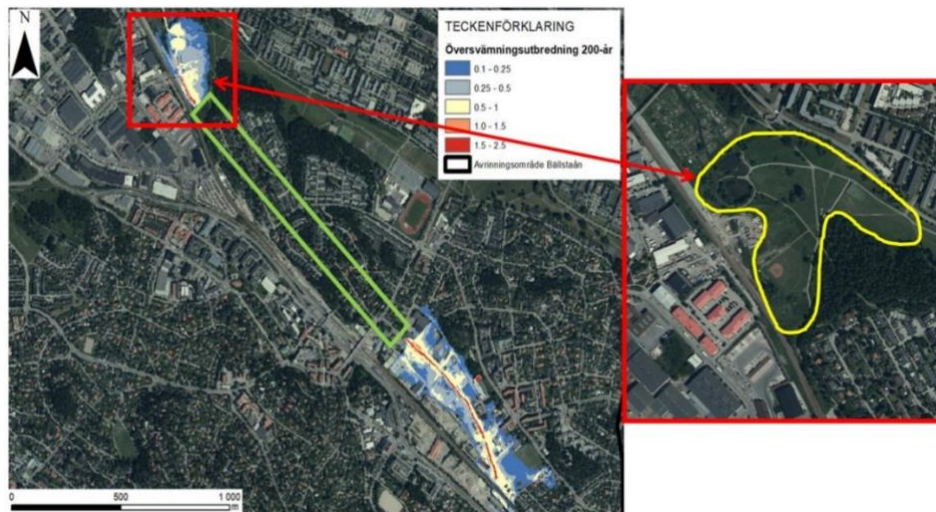 N
TECKENFÖRKLARING
Översvämningsutbredning 200-år
0.1 - 0.25
0.25 - 0.5
0.5 - 1
1.0 - 1.5
1.5 - 2.5
Avrinningsområde Bällstaån
0 500 1 000
m